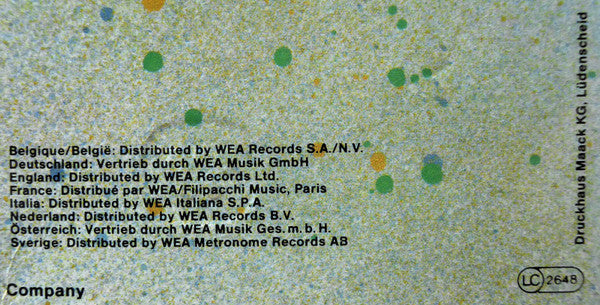 Belgique/België: Distributed by WEA Records S.A./N.V.
Deutschland: Vertrieb durch WEA Musik GmbH
England: Distributed by WEA Records Ltd.
France: Distribué par WEA/Filipacchi Music, Paris
Italia: Distributed by WEA Italiana S.P.A.
Nederland: Distributed by WEA Records B.V.
Österreich: Vertrieb durch WEA Musik Ges.m.b.H.
Sverige: Distributed by WEA Metronome Records AB
Company
LC 2648
Druckhaus Maack KG, Lüdenscheid